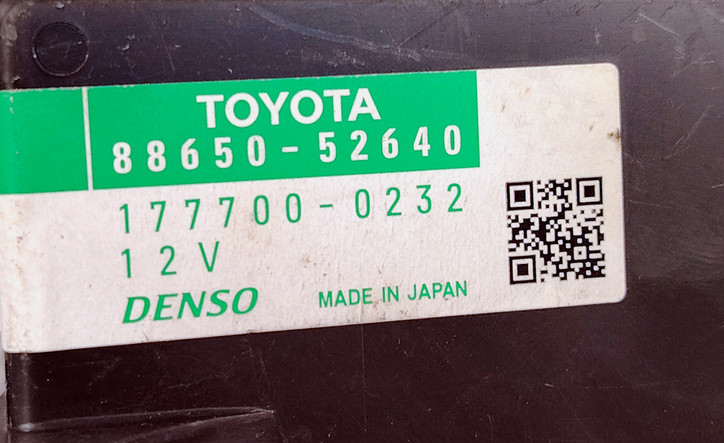 TOYOTA
88650-52640
177700-0232
12V
DENSO
MADE IN JAPAN